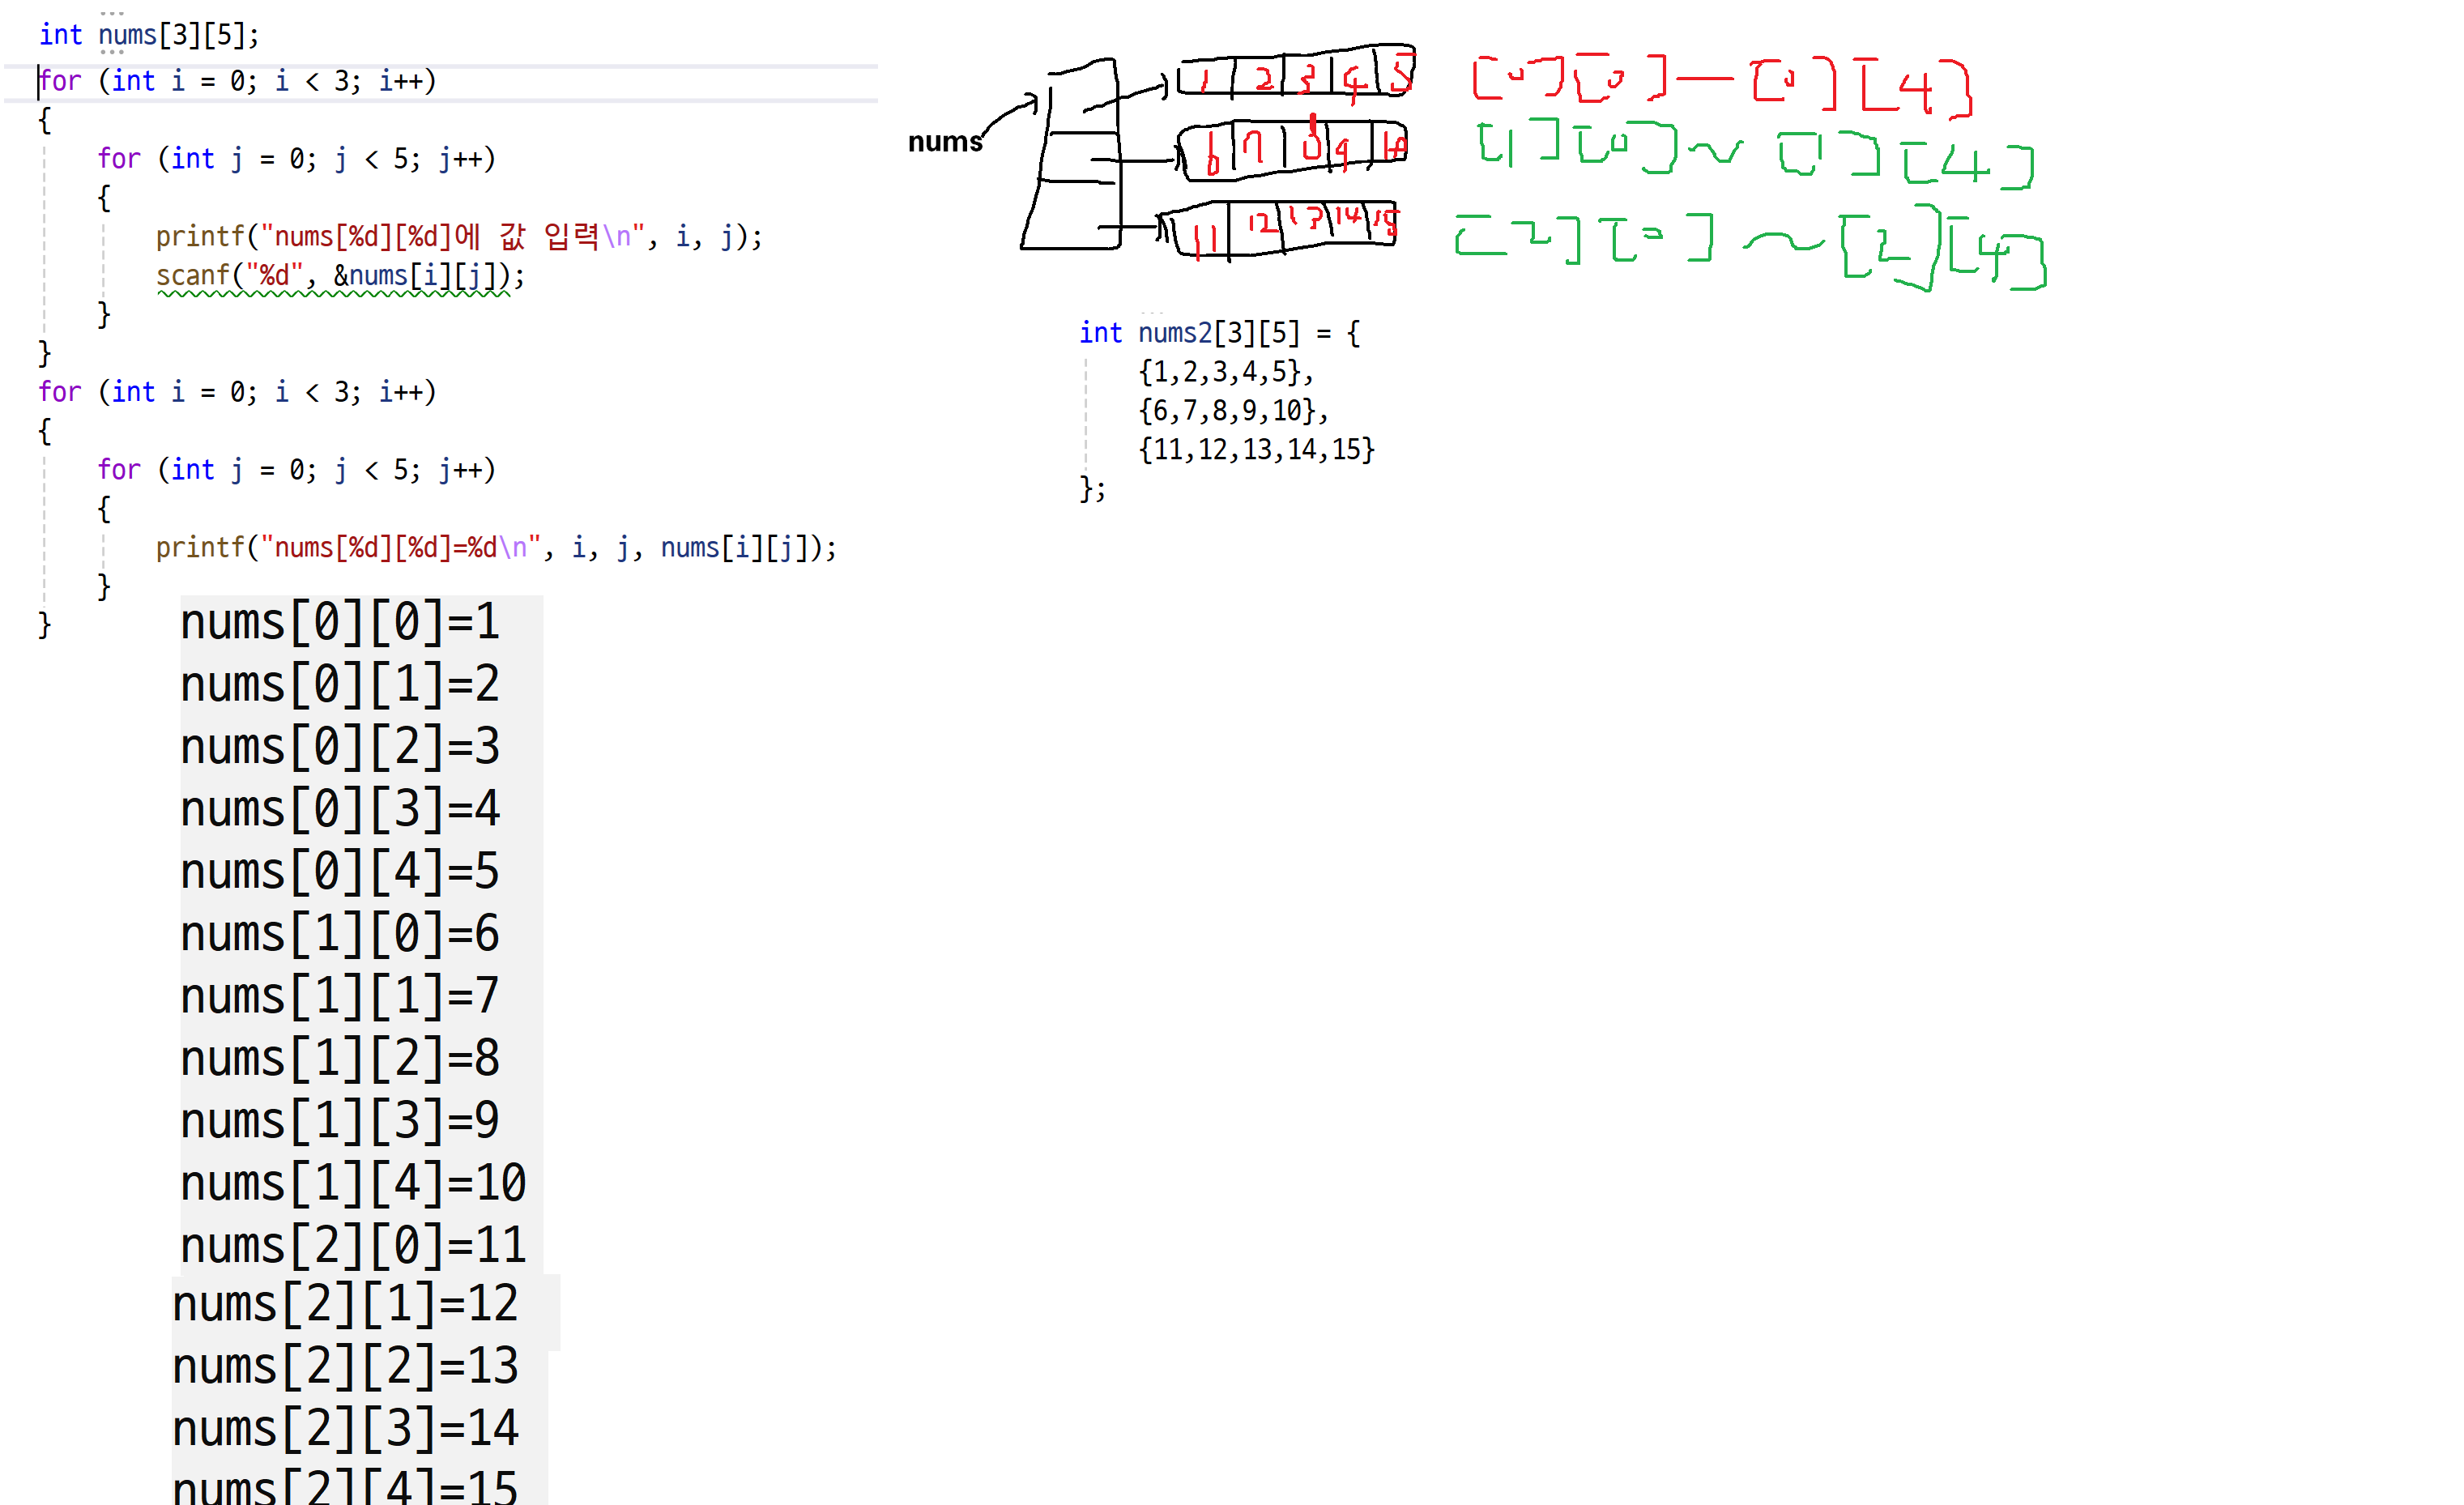 int nums[3][5];
for (int i = 0; i < 3; i++)
{
for (int j = 0; j < 5; j++)
{
printf("nums[%d][%d]에 값 입력\n", i, j);
scanf("%d", &nums[i][j]);
}
}
for (int i = 0; i < 3; i++)
{
for (int j = 0; j < 5; j++)
{
printf("nums[%d][%d]=%d\n", i, j, nums[i][j]);
}
}
nums[0][0]=1
nums[0][1]=2
nums[0][2]=3
nums[0][3]=4
nums[0][4]=5
nums[1][0]=6
nums[1][1]=7
nums[1][2]=8
nums[1][3]=9
nums[1][4]=10
nums[2][0]=11
nums[2][1]=12
nums[2][2]=13
nums[2][3]=14
nums[2][4]=15
nums
1 2 3 4 5
6 7 8 9 10
11 12 13 14 15
[0][0] — [0][4]
[1][0] ~ [1][4]
[2][0] ~ [2][4]
int nums2[3][5] = {
{1,2,3,4,5},
{6,7,8,9,10},
{11,12,13,14,15}
};